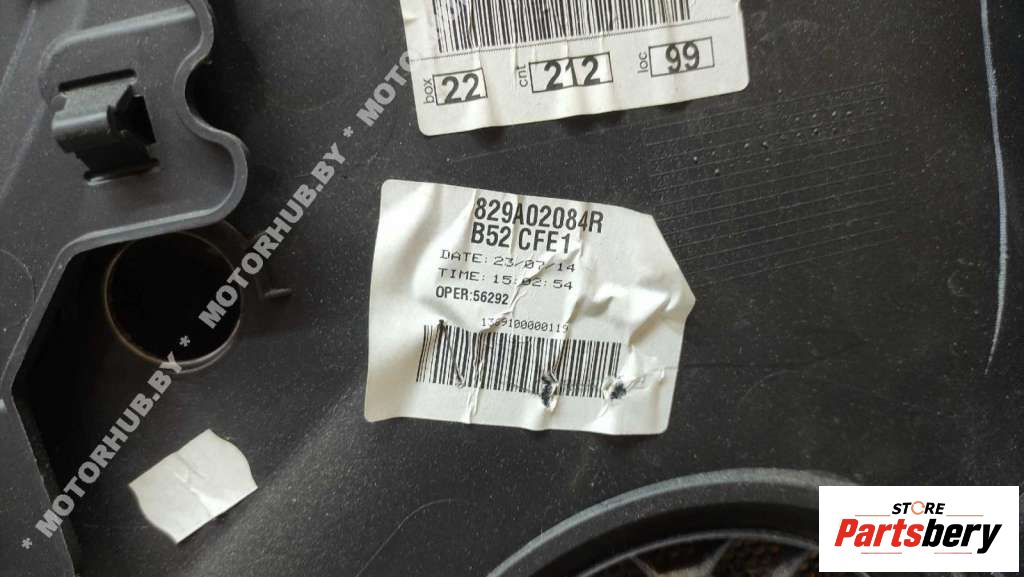 box 22 cnt 212 loc 99
829A02084R
B52 CFE1
DATE: 23/07/14
TIME: 15:02:54
OPER:56292
* MOTORHUB.BY * MOTORHUB.BY * MOTORHUB.BY
STORE
Partsbery